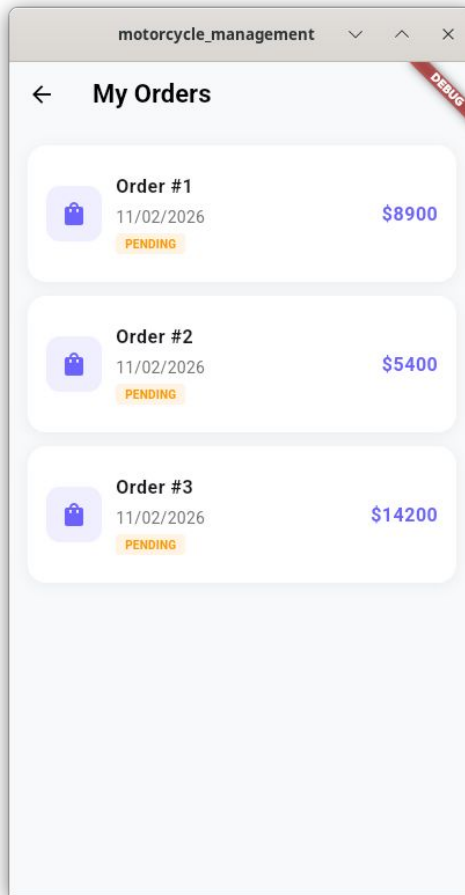 motorcycle_management
DEBUG
My Orders
Order #1
11/02/2026
$8900
PENDING
Order #2
11/02/2026
$5400
PENDING
Order #3
11/02/2026
$14200
PENDING